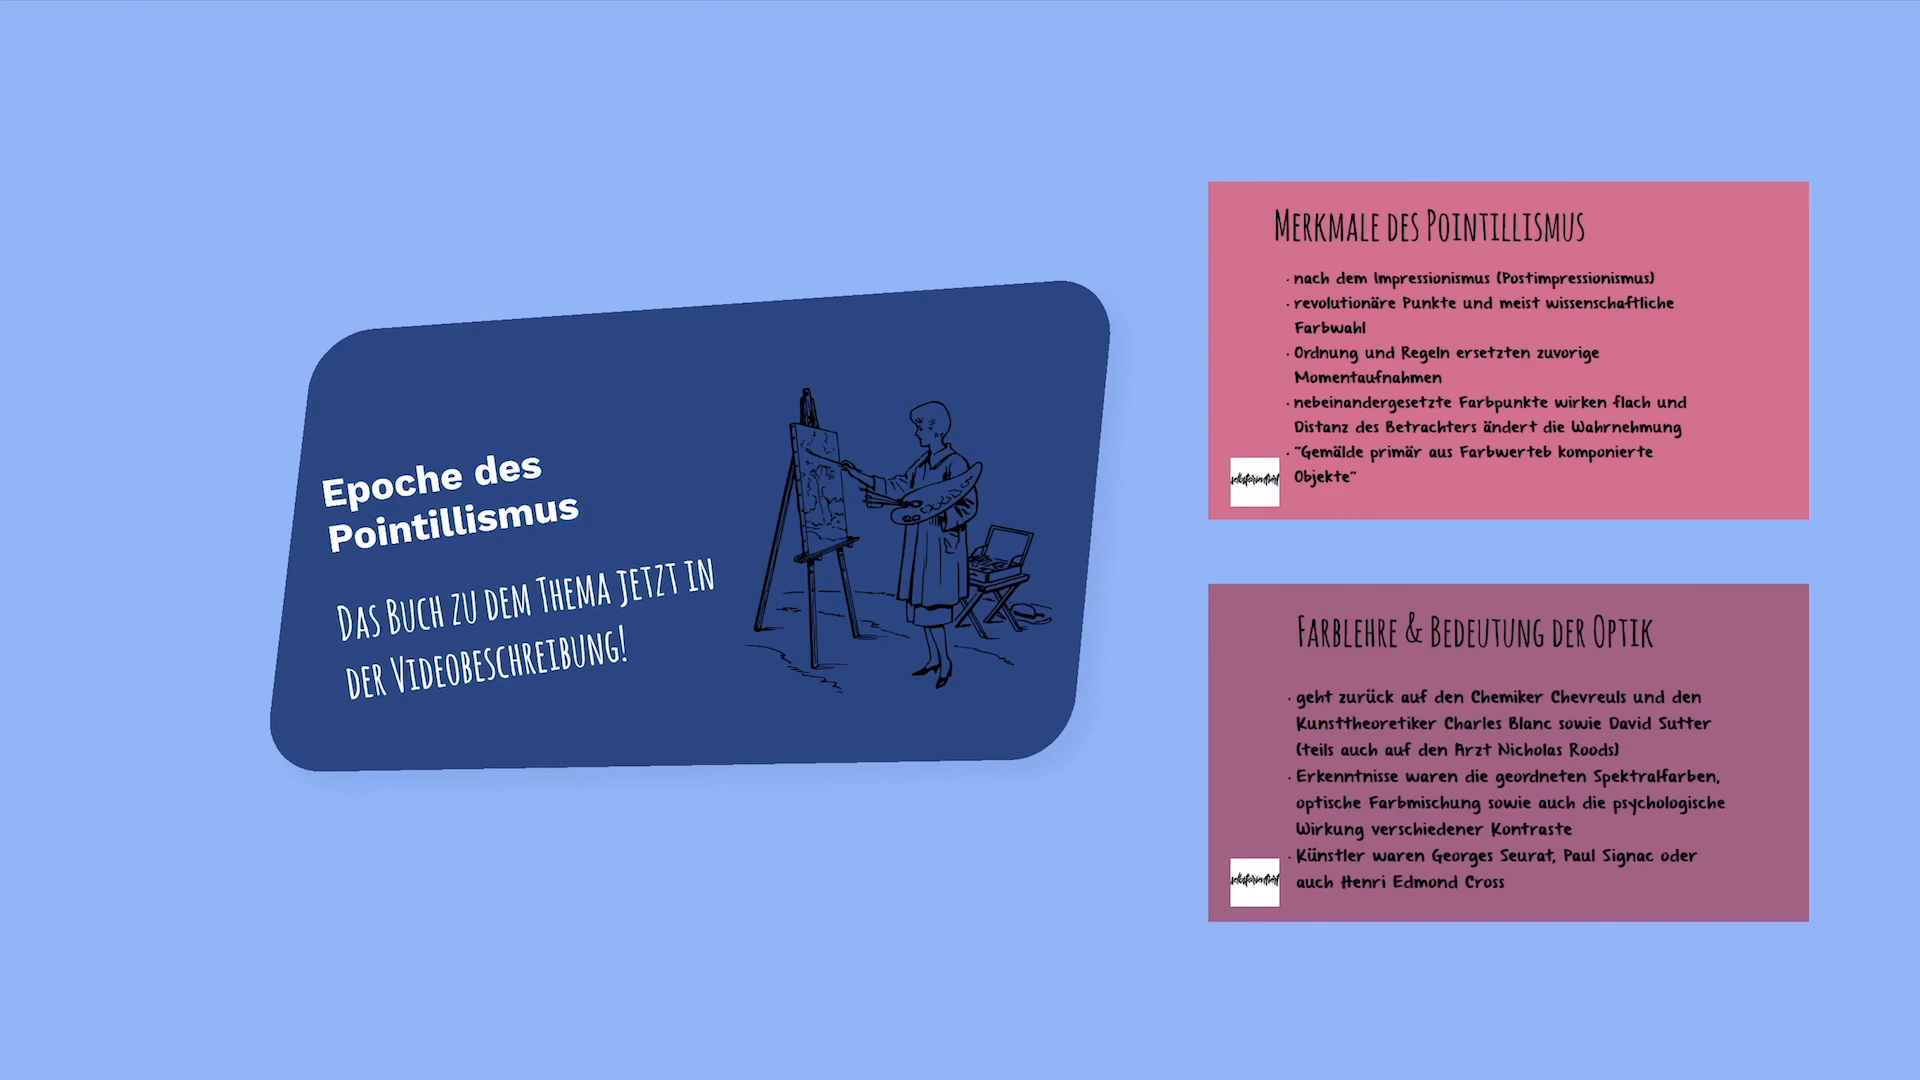 Epoche des
Pointillismus
Das Buch zu dem Thema jetzt in
der Videobeschreibung!
Merkmale des Pointillismus
· nach dem Impressionismus (Postimpressionismus)
· revolutionäre Punkte und meist wissenschaftliche
Farbwahl
· Ordnung und Regeln ersetzten zuvorige
Momentaufnahmen
· nebeneinandergesetzte Farbpunkte wirken flach und
Distanz des Betrachters ändert die Wahrnehmung
· "Gemälde primär aus Farbwerteb komponierte
Objekte"
Farblehre & Bedeutung der Optik
· geht zurück auf den Chemiker Chevreuls und den
Kunsttheoretiker Charles Blanc sowie David Sutter
(teils auch auf den Arzt Nicholas Roods)
· Erkenntnisse waren die geordneten Spektralfarben,
optische Farbmischung sowie auch die psychologische
Wirkung verschiedener Kontraste
· Künstler waren Georges Seurat, Paul Signac oder
auch Henri Edmond Cross